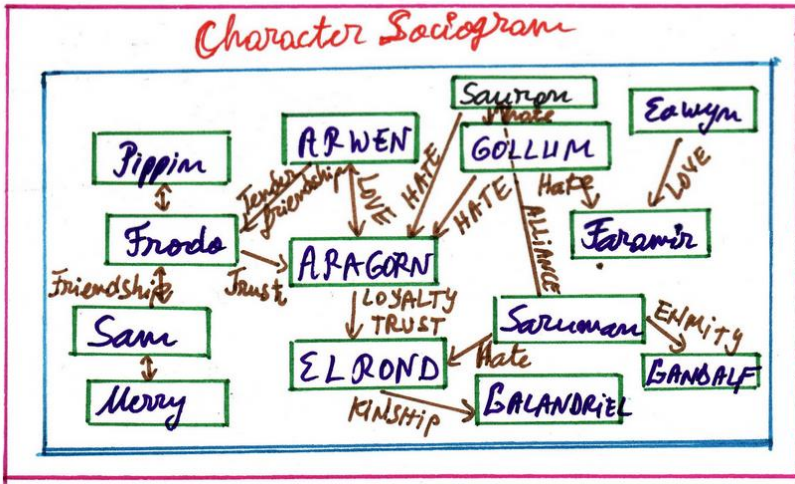 Character Sociogram
Sauron
hate
Eawyn
ARWEN
GOLLUM
Pippin
Tender
friendship
LOVE
HATE
HATE
Hate
LOVE
Frodo
Trust
ARAGORN
ALLIANCE
Faramir
Friendship
LOYALTY
TRUST
Sam
Saruman
ENMITY
Hate
ELROND
GANDALF
Merry
KINSHIP
GALANDRIEL